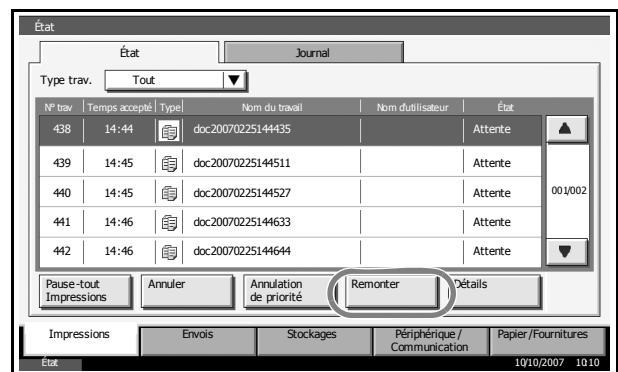 État
État Journal
Type trav. Tout
N° trav Temps accepté Type Nom du travail Nom d'utilisateur État
438 14:44 doc20070225144435 Attente
439 14:45 doc20070225144511 Attente
440 14:45 doc20070225144527 Attente
441 14:46 doc20070225144633 Attente
442 14:46 doc20070225144644 Attente
001/002
Pause-tout
Impressions
Annuler
Annulation
de priorité
Remonter
Détails
Impressions
Envois
Stockages
Périphérique /
Communication
Papier/Fournitures
État 10/10/2007 10:10